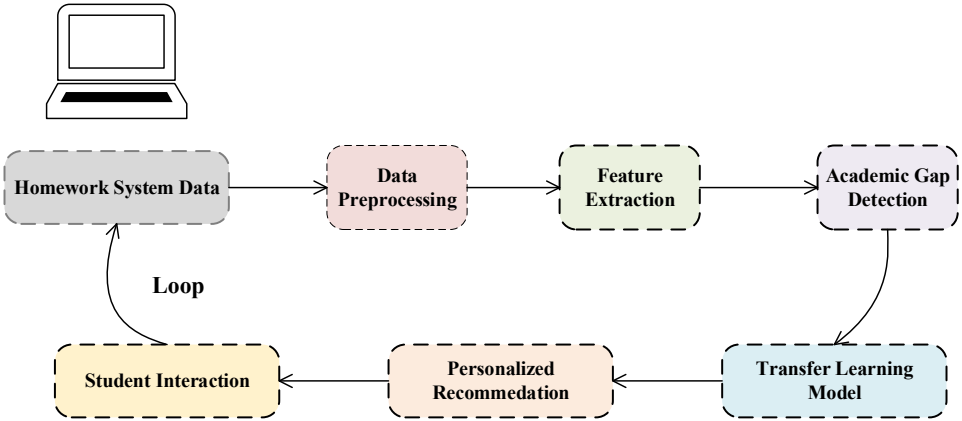 Homework System Data
Data
Preprocessing
Feature
Extraction
Academic Gap
Detection
Loop
Student Interaction
Personalized
Recommedation
Transfer Learning
Model